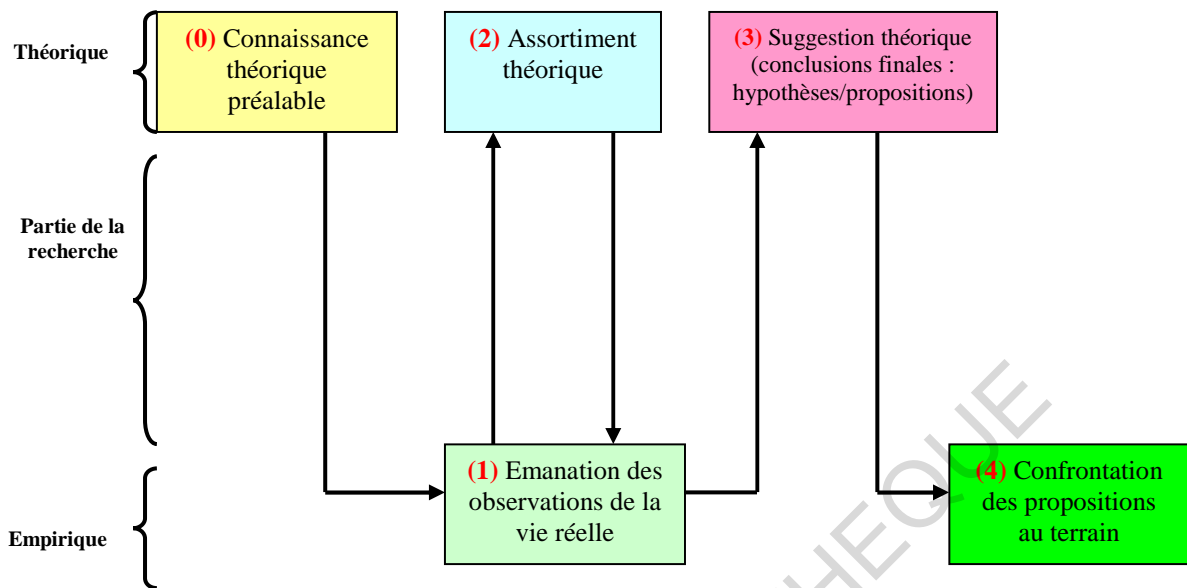 Théorique
(0) Connaissance
théorique
préalable
(2) Assortiment
théorique
(3) Suggestion théorique
(conclusions finales :
hypothèses/propositions)
Partie de la
recherche
Empirique
(1) Emanation des
observations de la
vie réelle
(4) Confrontation
des propositions
au terrain
HEQUE